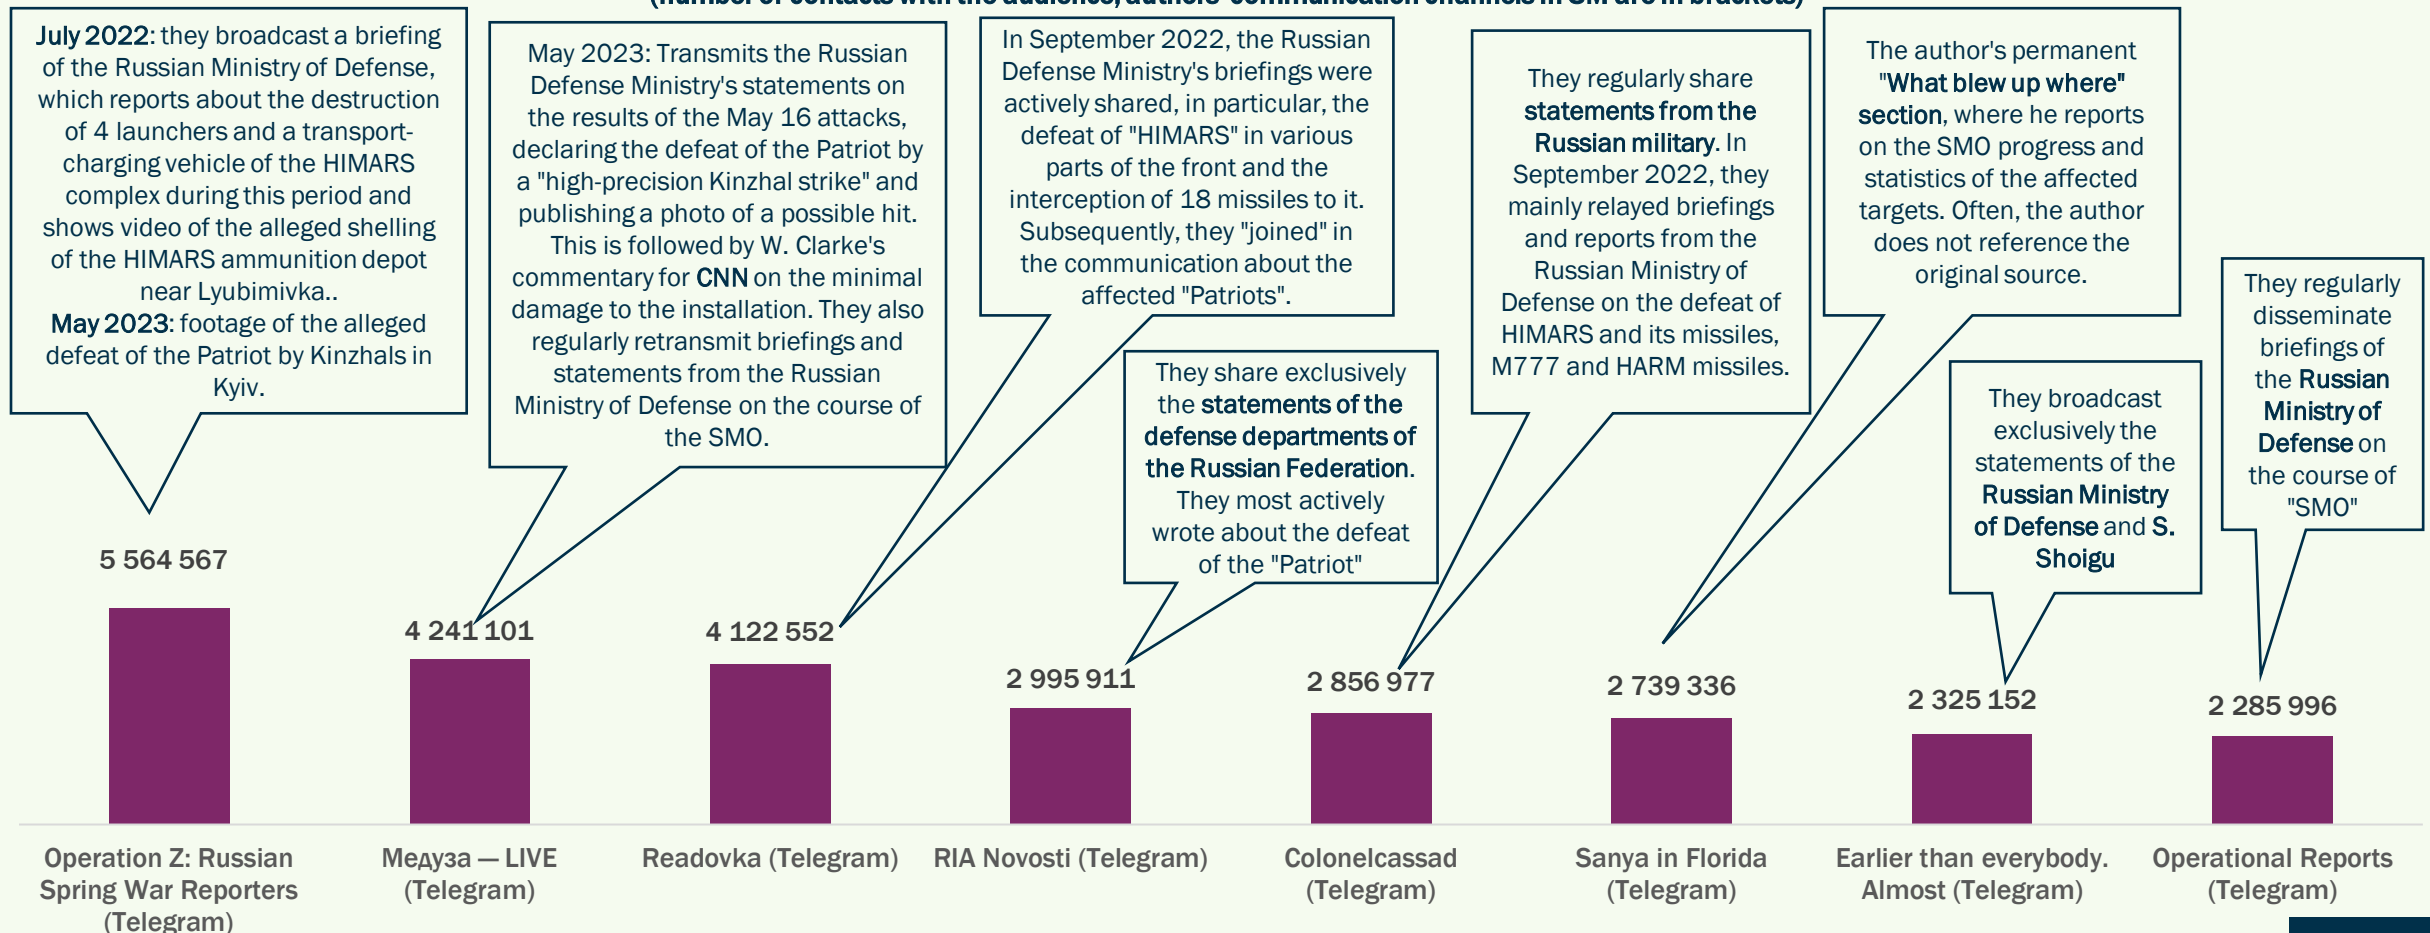 (number of contacts with the audience, authors' communication channels in SM are in brackets)
July 2022: they broadcast a briefing
of the Russian Ministry of Defense,
which reports about the destruction
of 4 launchers and a transport-
charging vehicle of the HIMARS
complex during this period and
shows video of the alleged shelling
of the HIMARS ammunition depot
near Lyubimivka..
May 2023: footage of the alleged
defeat of the Patriot by Kinzhals in
Kyiv.
May 2023: Transmits the Russian
Defense Ministry's statements on
the results of the May 16 attacks,
declaring the defeat of the Patriot by
a "high-precision Kinzhal strike" and
publishing a photo of a possible hit.
This is followed by W. Clarke's
commentary for CNN on the minimal
damage to the installation. They also
regularly retransmit briefings and
statements from the Russian
Ministry of Defense on the course of
the SMO.
In September 2022, the Russian
Defense Ministry's briefings were
actively shared, in particular, the
defeat of "HIMARS" in various
parts of the front and the
interception of 18 missiles to it.
Subsequently, they "joined" in
the communication about the
affected "Patriots".
They share exclusively
the statements of the
defense departments of
the Russian Federation.
They most actively
wrote about the defeat
of the "Patriot"
They regularly share
statements from the
Russian military. In
September 2022, they
mainly relayed briefings
and reports from the
Russian Ministry of
Defense on the defeat of
HIMARS and its missiles,
M777 and HARM missiles.
The author's permanent
"What blew up where"
section, where he reports
on the SMO progress and
statistics of the affected
targets. Often, the author
does not reference the
original source.
They broadcast
exclusively the
statements of the
Russian Ministry
of Defense and S.
Shoigu
They regularly
disseminate
briefings of
the Russian
Ministry of
Defense on
the course of
"SMO"
5 564 567
4 241 101
4 122 552
2 995 911
2 856 977
2 739 336
2 325 152
2 285 996
Operation Z: Russian
Spring War Reporters
(Telegram)
Медуза — LIVE
(Telegram)
Readovka (Telegram)
RIA Novosti (Telegram)
Colonelcassad
(Telegram)
Sanya in Florida
(Telegram)
Earlier than everybody.
Almost (Telegram)
Operational Reports
(Telegram)